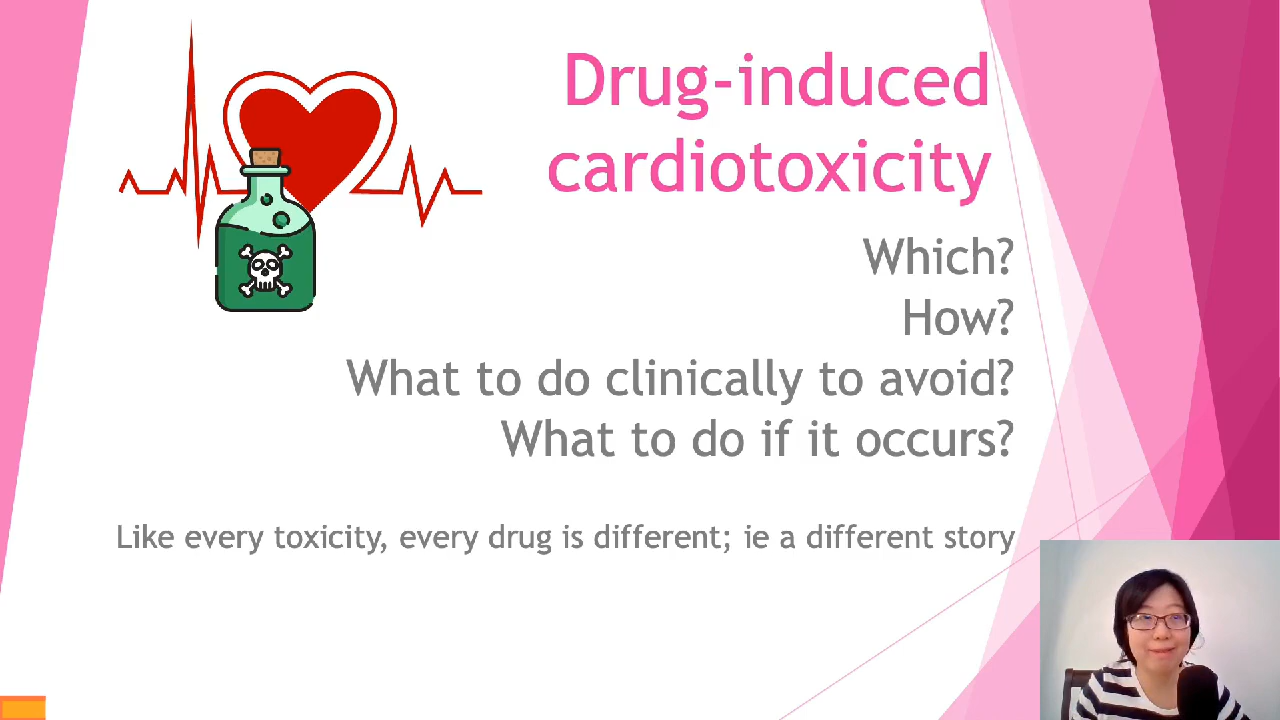 Drug-induced
cardiotoxicity
Which?
How?
What to do clinically to avoid?
What to do if it occurs?
Like every toxicity, every drug is different; ie a different story